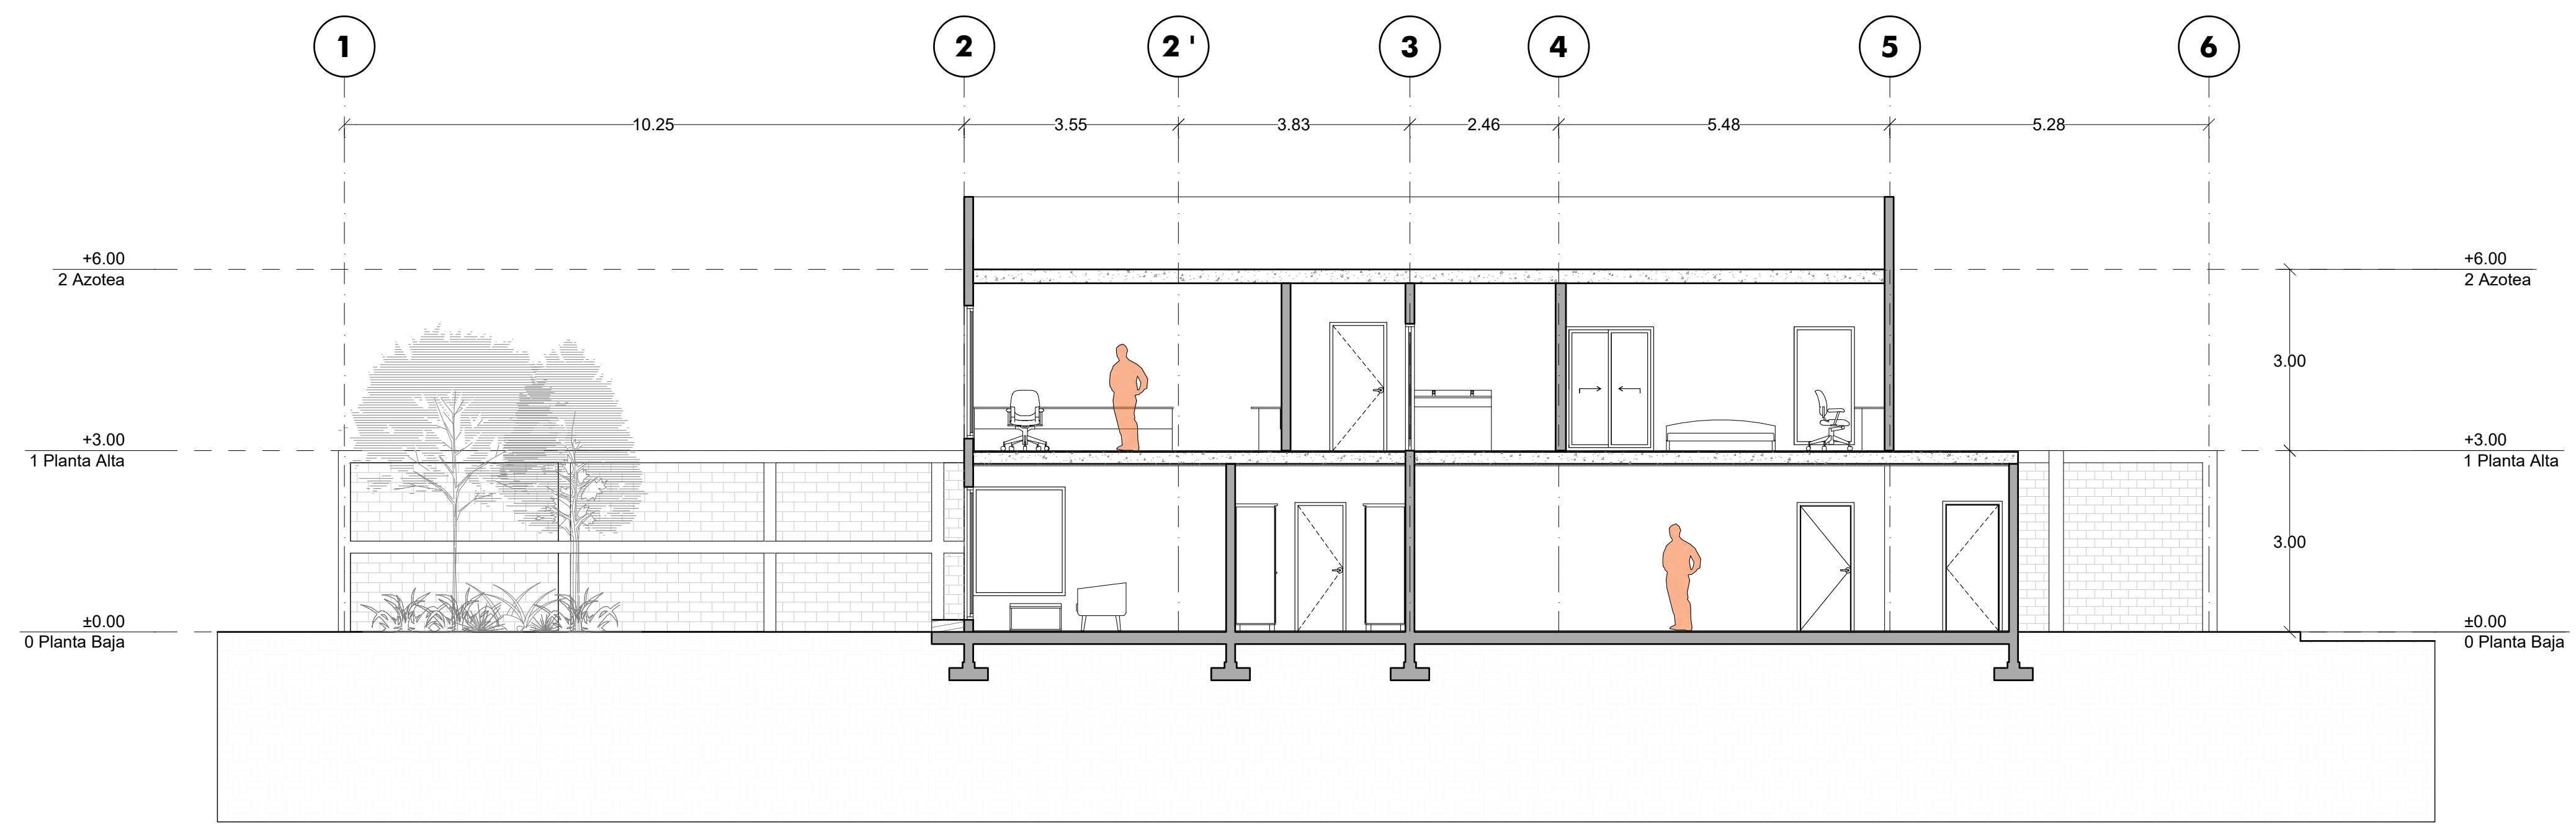 1 2 2' 3 4 5 6
10.25 3.55 3.83 2.46 5.48 5.28
+6.00 +6.00
2 Azotea 2 Azotea
3.00
+3.00 +3.00
1 Planta Alta 1 Planta Alta
3.00
±0.00 ±0.00
0 Planta Baja 0 Planta Baja